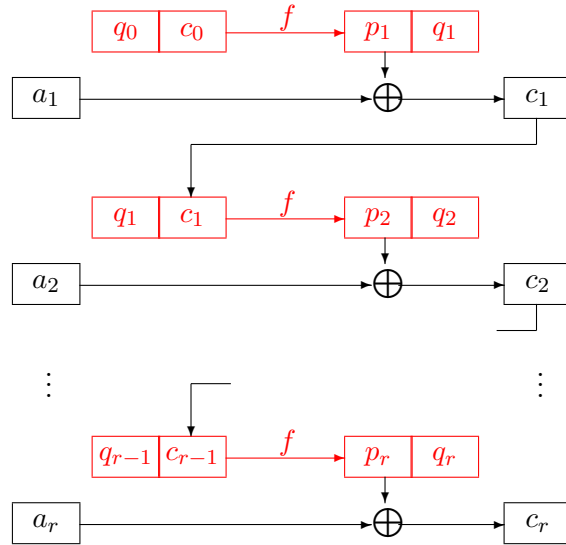 q₀ c₀ f p₁ q₁
a₁ ⊕ c₁
q₁ c₁ f p₂ q₂
a₂ ⊕ c₂
⋮ ⋮
qᵣ₋₁ cᵣ₋₁ f pᵣ qᵣ
aᵣ ⊕ cᵣ